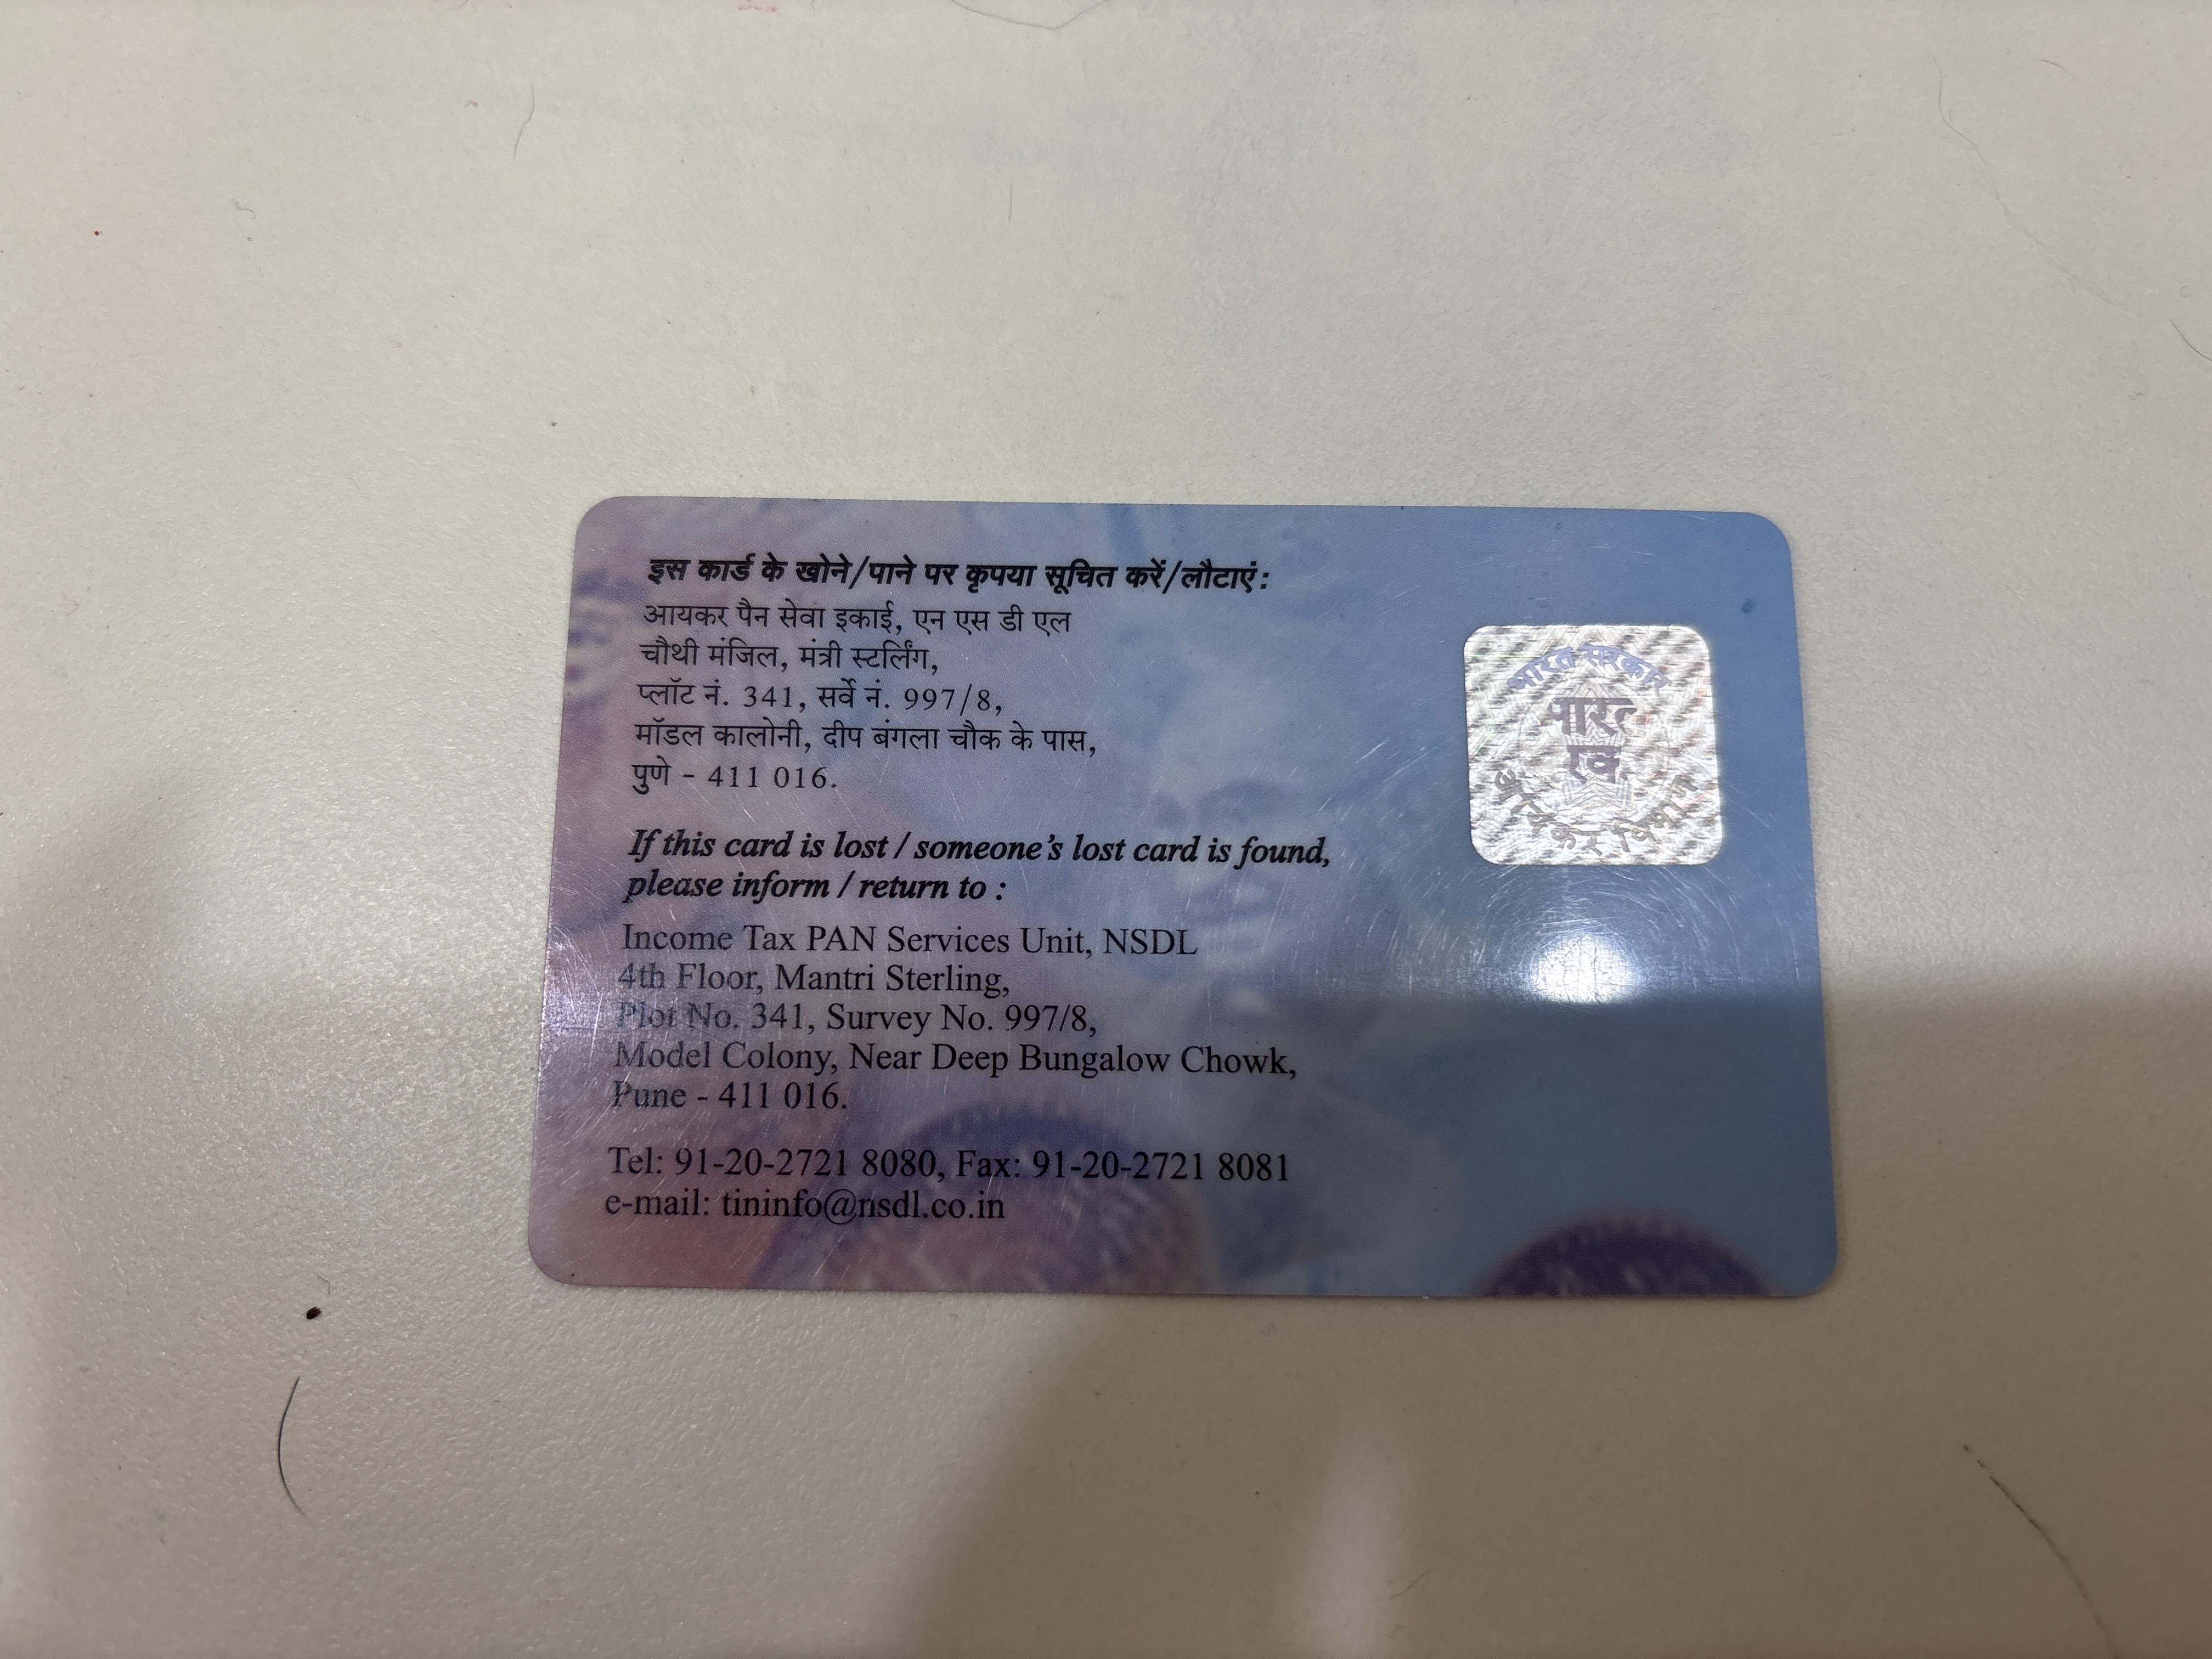 इस कार्ड के खोने/पाने पर कृपया सूचित करें/लौटाएं:
आयकर पैन सेवा इकाई, एन एस डी एल
चौथी मंजिल, मंत्री स्टर्लिंग,
प्लॉट नं. 341, सर्वे नं. 997/8,
मॉडल कालोनी, दीप बंगला चौक के पास,
पुणे - 411 016.
If this card is lost / someone's lost card is found,
please inform / return to :
Income Tax PAN Services Unit, NSDL
4th Floor, Mantri Sterling,
Plot No. 341, Survey No. 997/8,
Model Colony, Near Deep Bungalow Chowk,
Pune - 411 016.
Tel: 91-20-2721 8080, Fax: 91-20-2721 8081
e-mail: tininfo@nsdl.co.in
भारत सरकार
आयकर विभाग